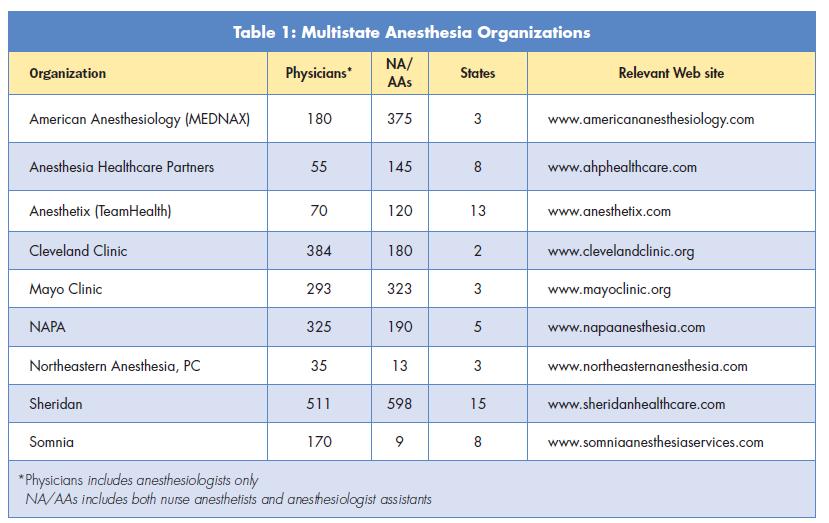 Table 1: Multistate Anesthesia Organizations
Organization Physicians* NA/AAs States Relevant Web site
American Anesthesiology (MEDNAX) 180 375 3 www.americananesthesiology.com
Anesthesia Healthcare Partners 55 145 8 www.ahphealthcare.com
Anesthetix (TeamHealth) 70 120 13 www.anesthetix.com
Cleveland Clinic 384 180 2 www.clevelandclinic.org
Mayo Clinic 293 323 3 www.mayoclinic.org
NAPA 325 190 5 www.napaanesthesia.com
Northeastern Anesthesia, PC 35 13 3 www.northeasternanesthesia.com
Sheridan 511 598 15 www.sheridanhealthcare.com
Somnia 170 9 8 www.somniaanesthesiaservices.com
*Physicians includes anesthesiologists only
NA/AAs includes both nurse anesthetists and anesthesiologist assistants